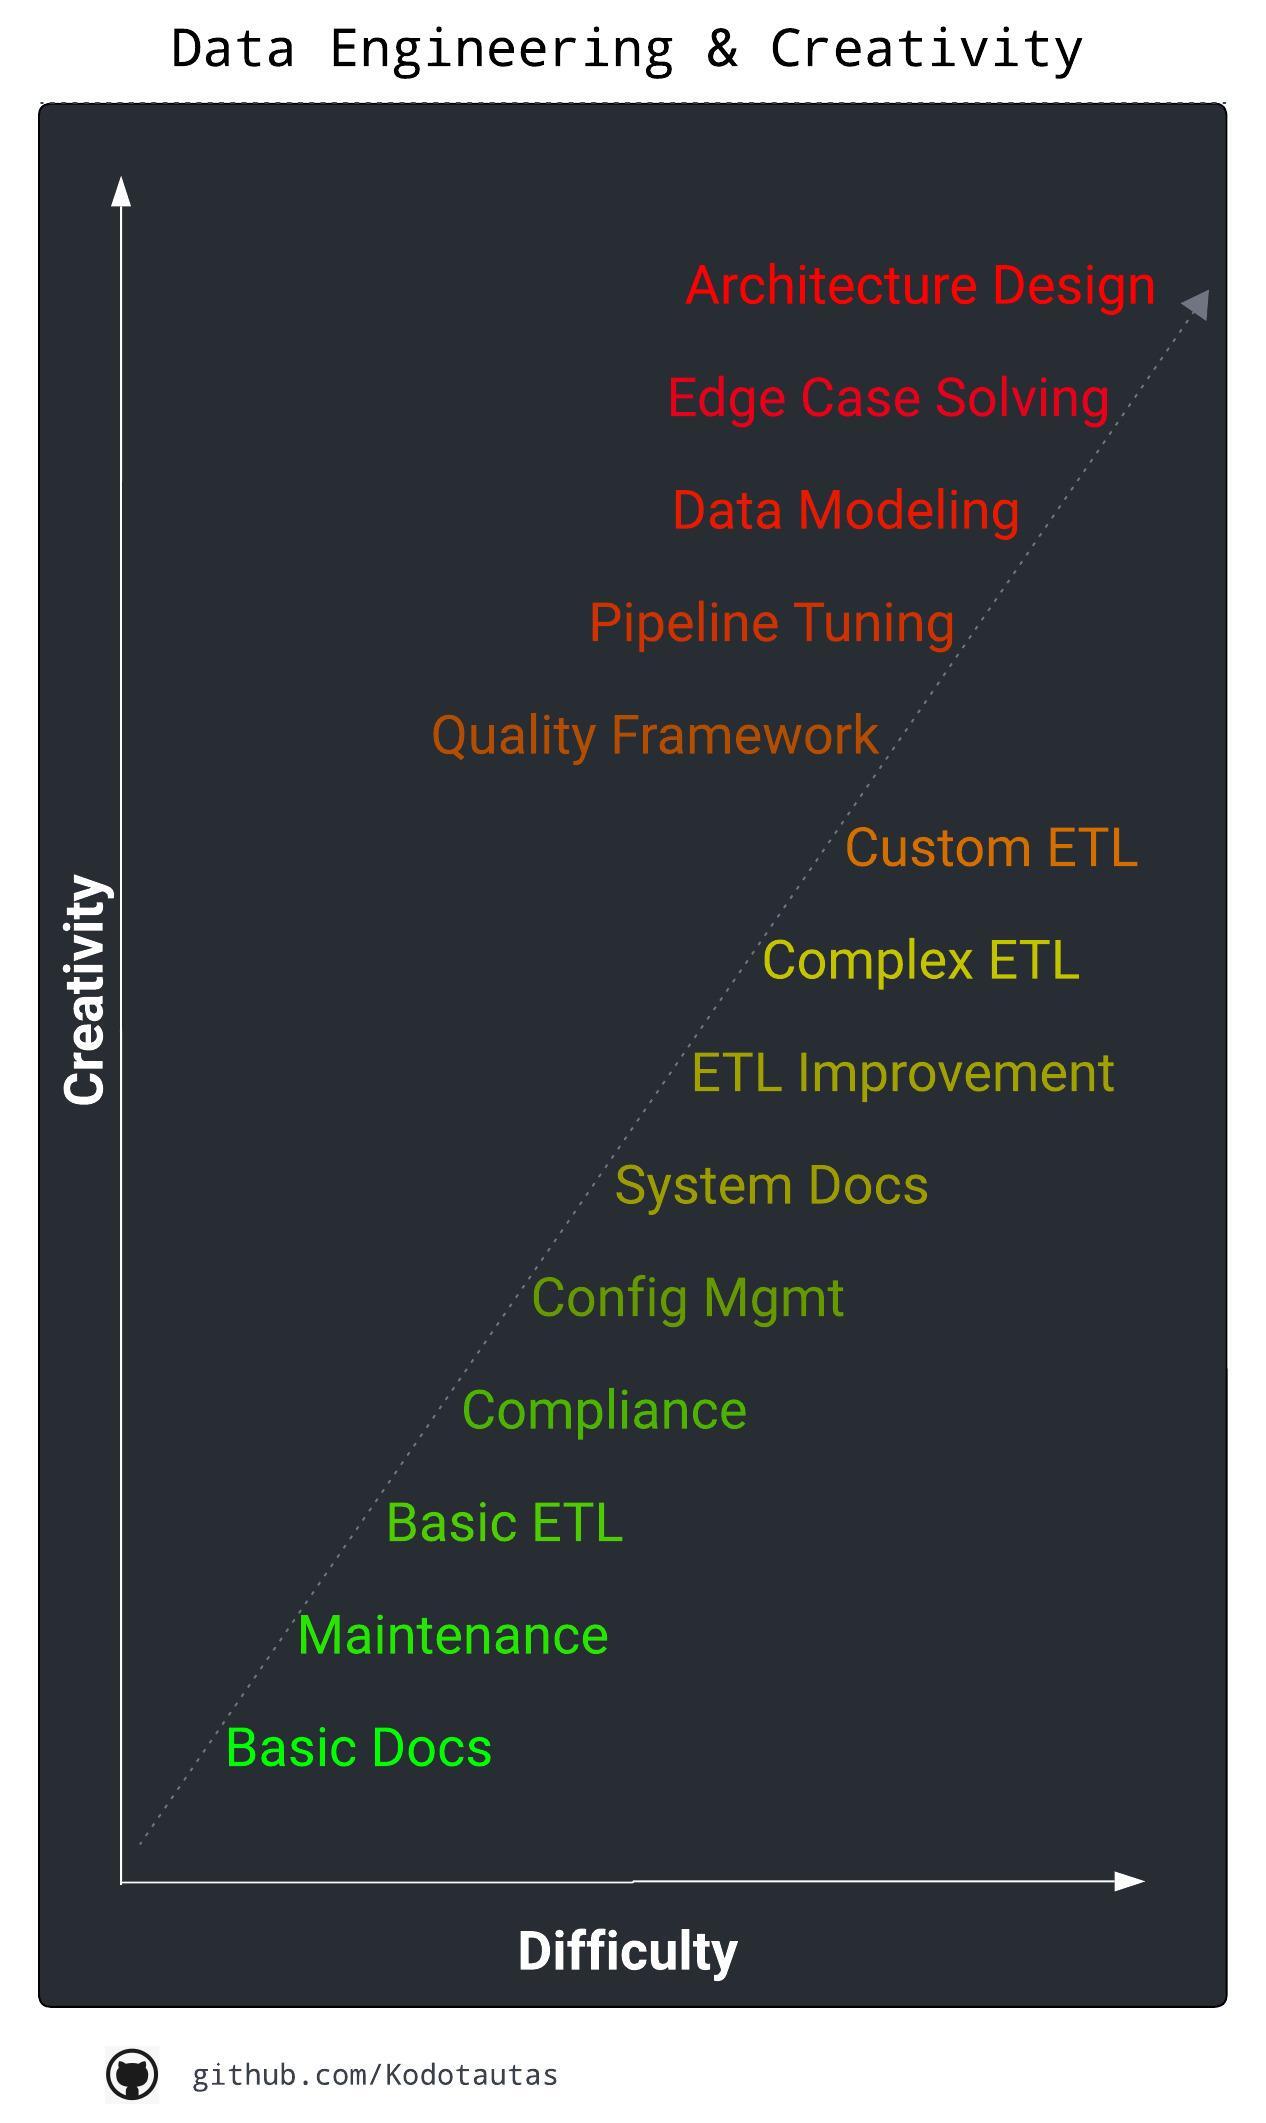 Data Engineering & Creativity
Architecture Design
Edge Case Solving
Data Modeling
Pipeline Tuning
Quality Framework
Custom ETL
Complex ETL
ETL Improvement
System Docs
Config Mgmt
Compliance
Basic ETL
Maintenance
Basic Docs
Creativity
Difficulty
github.com/Kodotautas